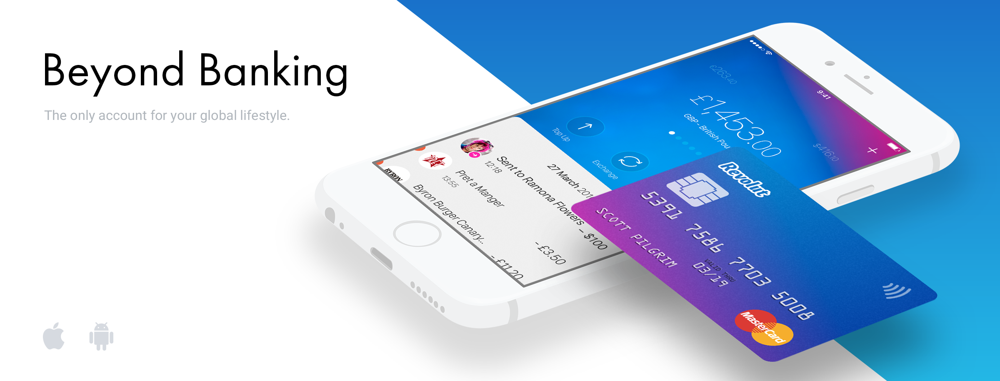 Beyond Banking
The only account for your global lifestyle.
9:41
€263.40
£1,453.00
$416.10
GBP - British Pou
Top Up
Exchange
27 March 201
Sent to Ramona Flowers
- $100
12:18
PRET
Pret a Manger
- £3.50
13:55
BYRON
Byron Burger Canary...
- £11.20
Revolut
5391 7586 7703 5008
VALID THRU
03/19
SCOTT PILGRIM
MasterCard